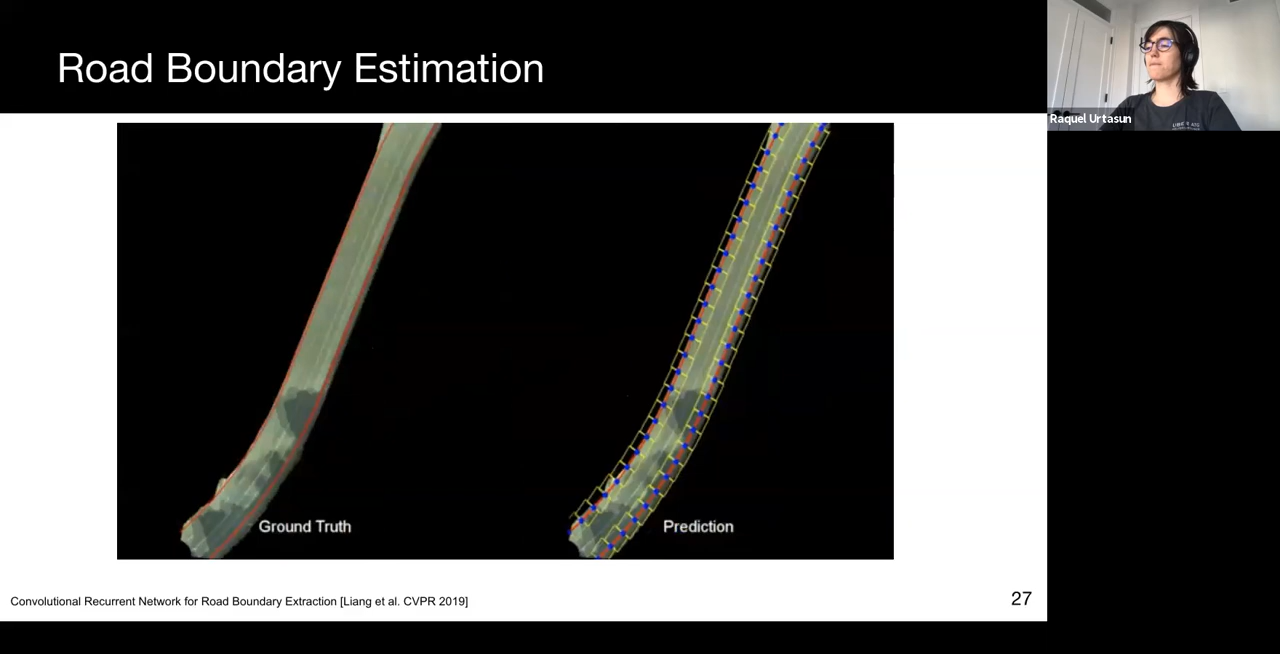 Road Boundary Estimation
Raquel Urtasun
Ground Truth
Prediction
Convolutional Recurrent Network for Road Boundary Extraction [Liang et al. CVPR 2019]
27